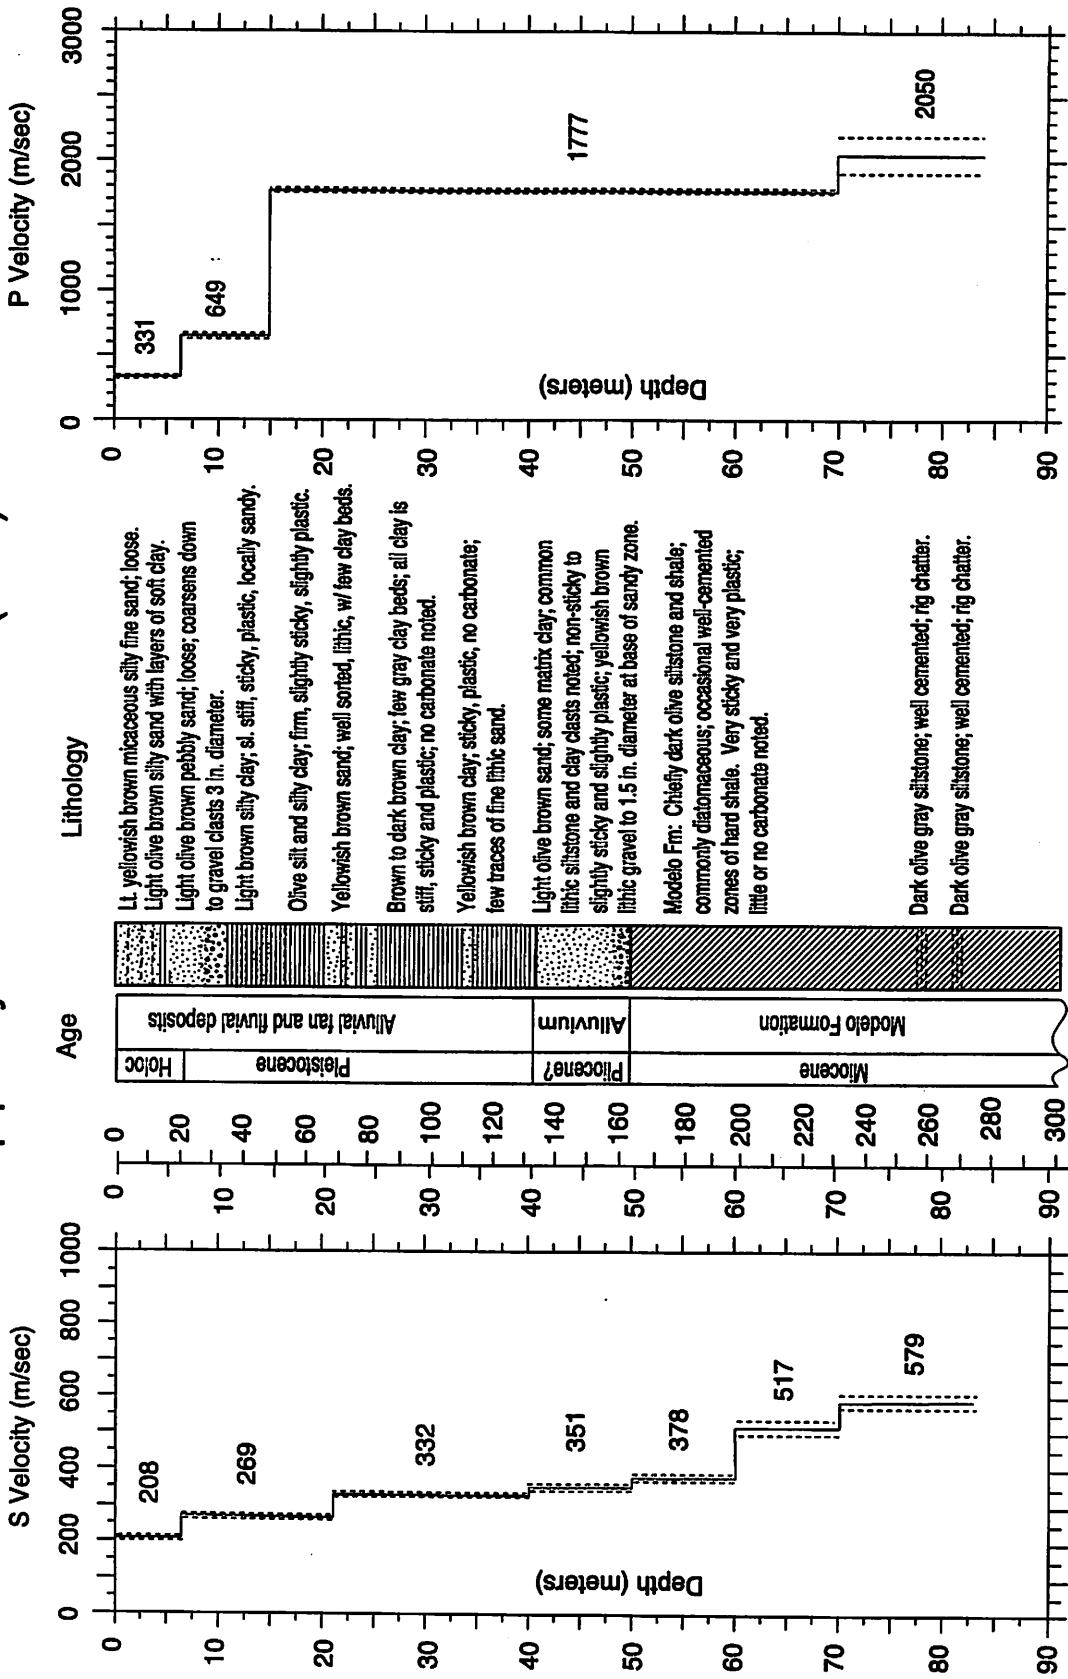 S Velocity (m/sec)
0 200 400 600 800 1000
0
10
20
30
40
50
60
70
80
90
Depth (meters)
208
269
332
351
378
517
579
0
10
20
30
40
50
60
70
80
90
0
20
40
60
80
100
120
140
160
180
200
220
240
260
280
300
Age
Holoc
Pleistocene
Pliocene?
Miocene
Alluvial fan and fluvial deposits
Alluvium
Modelo Formation
Lithology
Lt. yellowish brown micaceous silty fine sand; loose.
Light olive brown silty sand with layers of soft clay.
Light olive brown pebbly sand; loose; coarsens down
to gravel clasts 3 in. diameter.
Light brown silty clay; sl. stiff, sticky, plastic, locally sandy.
Olive silt and silty clay; firm, slightly sticky, slightly plastic.
Yellowish brown sand; well sorted, lithic, w/ few clay beds.
Brown to dark brown clay; few gray clay beds; all clay is
stiff, sticky and plastic; no carbonate noted.
Yellowish brown clay; sticky, plastic, no carbonate;
few traces of fine lithic sand.
Light olive brown sand; some matrix clay; common
lithic siltstone and clay clasts noted; non-sticky to
slightly sticky and slightly plastic; yellowish brown
lithic gravel to 1.5 in. diameter at base of sandy zone.
Modelo Fm: Chiefly dark olive siltstone and shale;
commonly diatomaceous; occasional well-cemented
zones of hard shale. Very sticky and very plastic;
little or no carbonate noted.
Dark olive gray siltstone; well cemented; rig chatter.
Dark olive gray siltstone; well cemented; rig chatter.
P Velocity (m/sec)
0 1000 2000 3000
0
10
20
30
40
50
60
70
80
90
Depth (meters)
331
649
1777
2050